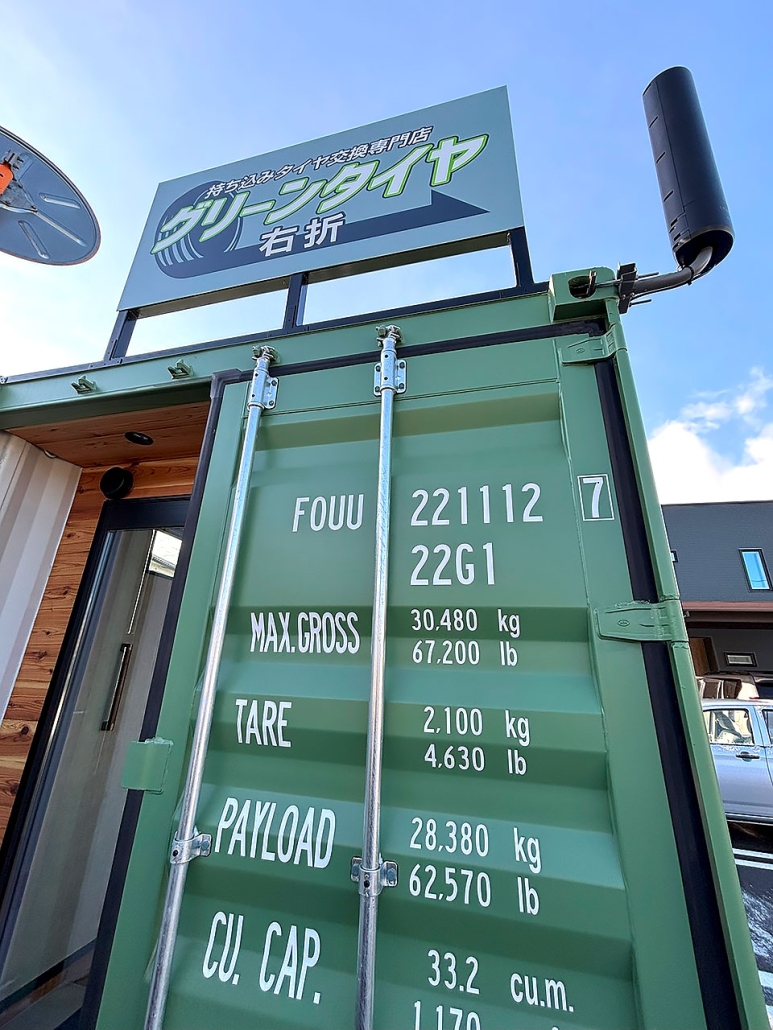 持ち込みタイヤ交換専門店
グリーンタイヤ
右折
FOUU 221112 7
22G1
MAX.GROSS 30,480 kg
67,200 lb
TARE 2,100 kg
4,630 lb
PAYLOAD 28,380 kg
62,570 lb
CU. CAP. 33.2 cu.m.
1,170